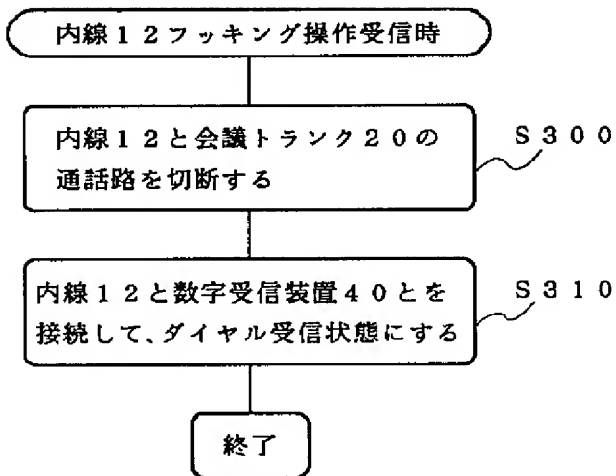 内線12フッキング操作受信時
内線12と会議トランク20の
通話路を切断する
S300
内線12と数字受信装置40とを
接続して、ダイヤル受信状態にする
S310
終了